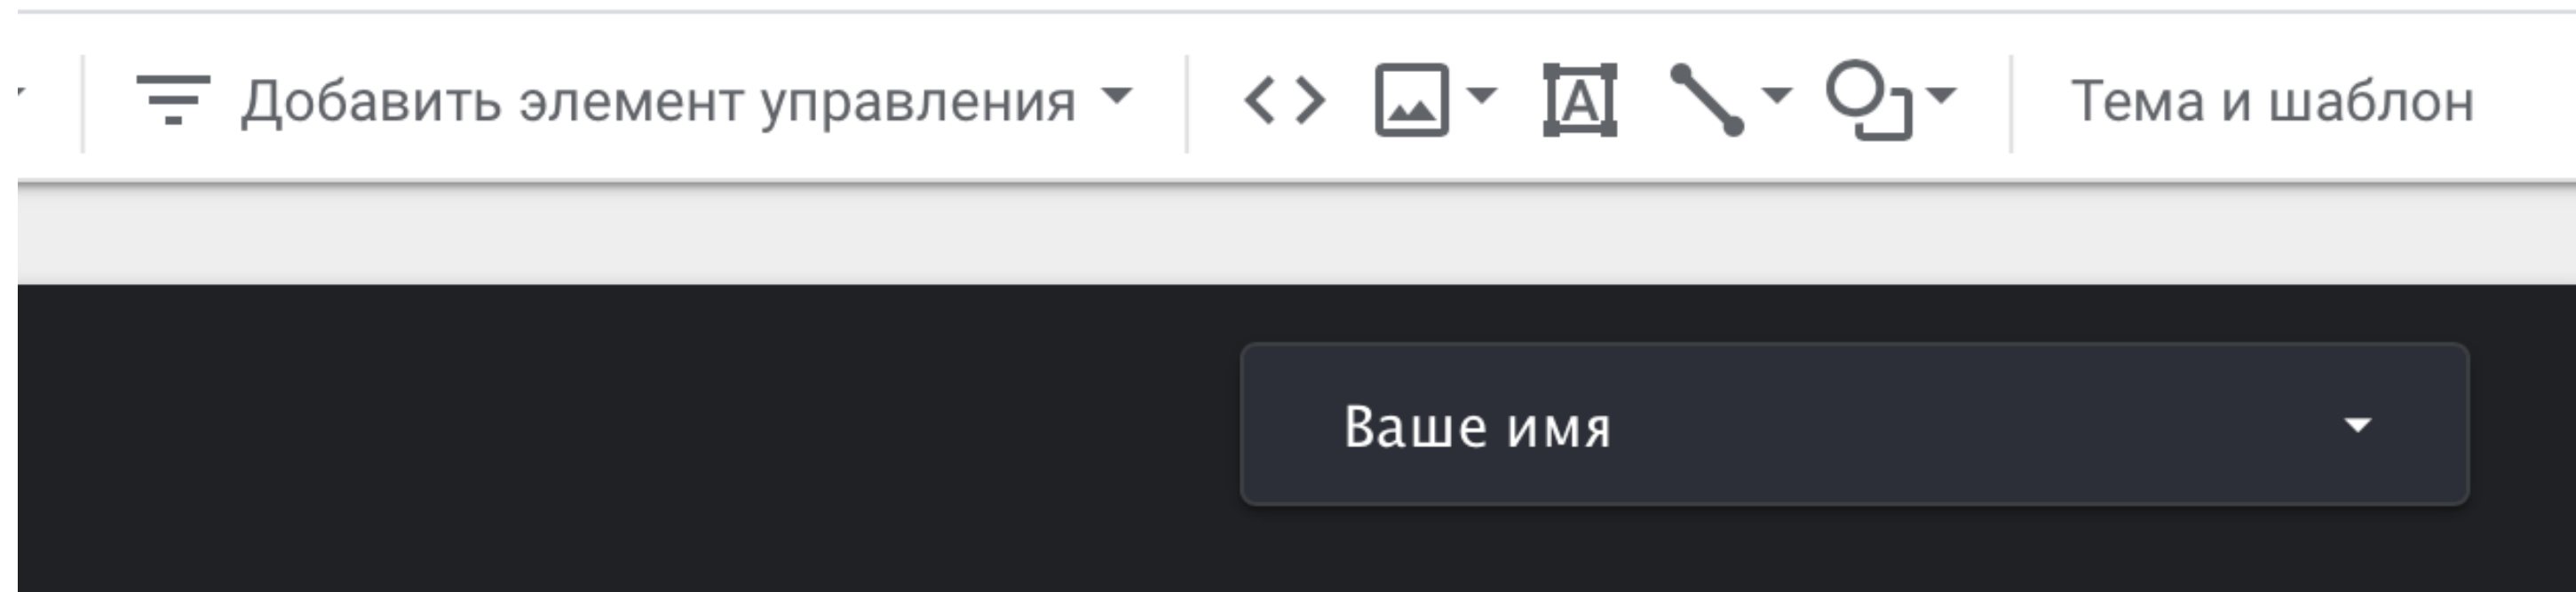 Добавить элемент управления A Тема и шаблон
Ваше имя